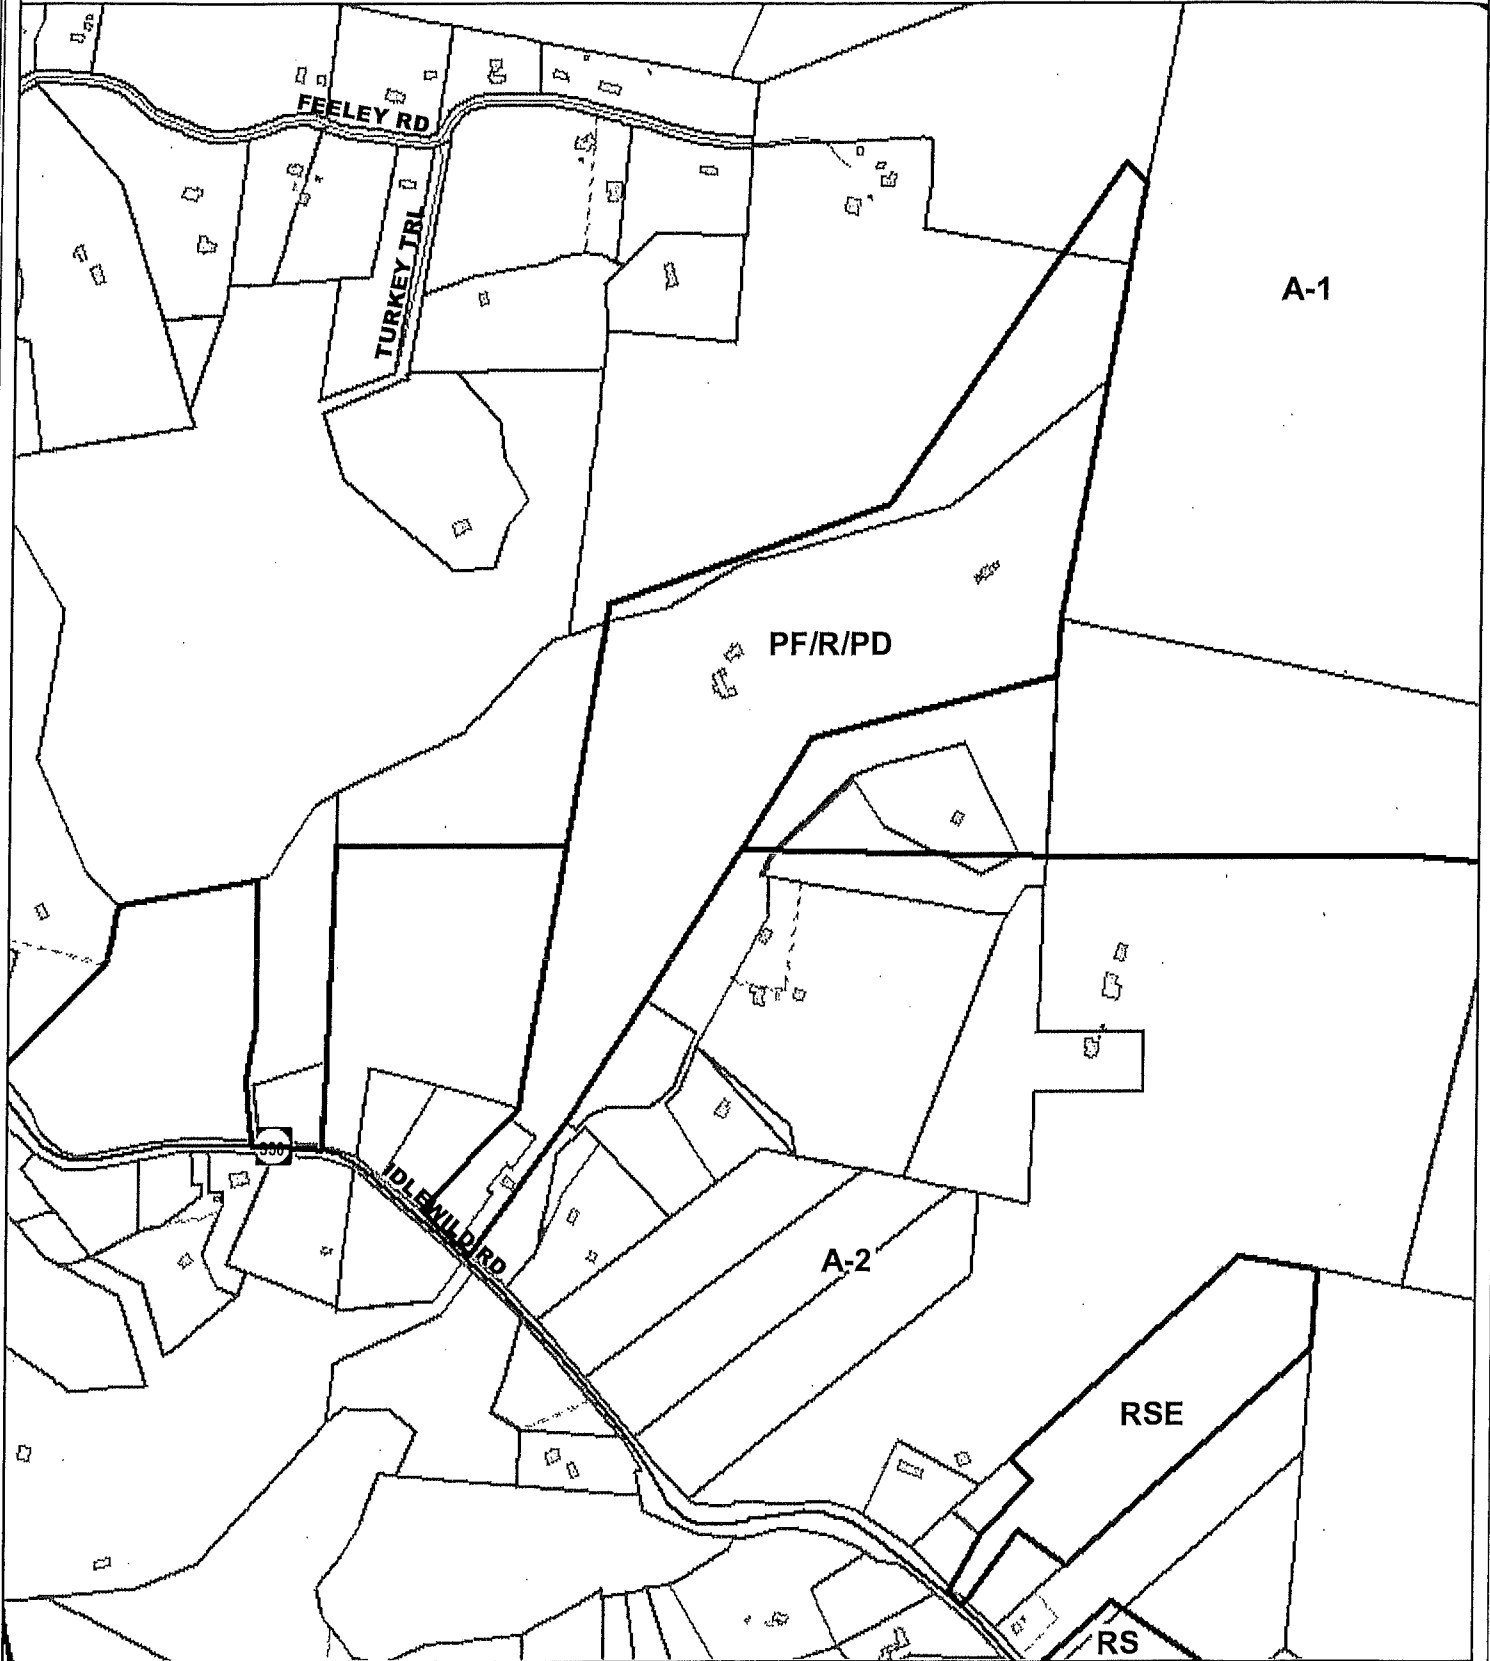 FEELEY RD
TURKEY TRL
A-1
PF/R/PD
IDLEWILD RD
A-2
RSE
RS